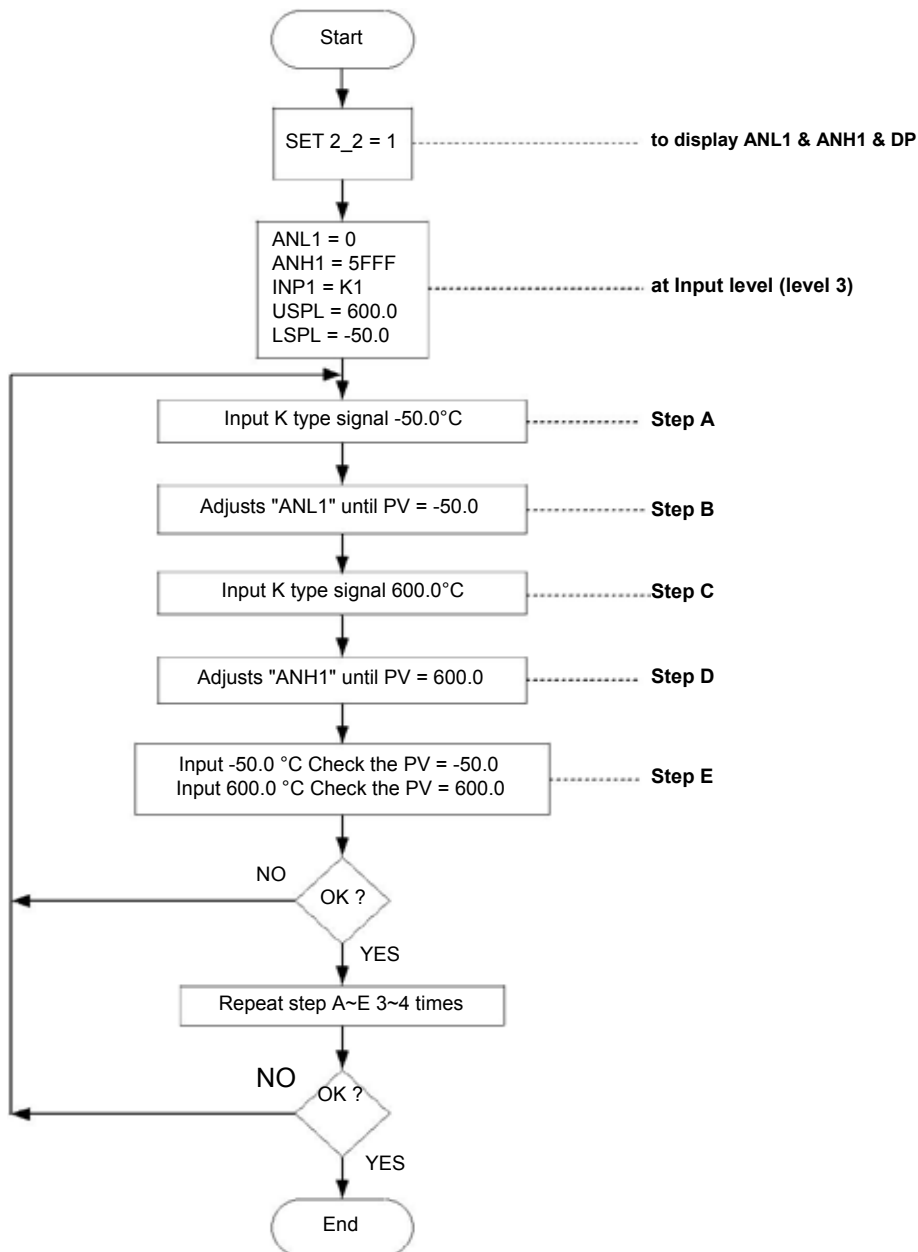 Start
SET 2_2 = 1
to display ANL1 & ANH1 & DP
ANL1 = 0
ANH1 = 5FFF
INP1 = K1
USPL = 600.0
LSPL = -50.0
at Input level (level 3)
Input K type signal -50.0°C
Step A
Adjusts "ANL1" until PV = -50.0
Step B
Input K type signal 600.0°C
Step C
Adjusts "ANH1" until PV = 600.0
Step D
Input -50.0 °C Check the PV = -50.0
Input 600.0 °C Check the PV = 600.0
Step E
NO
OK ?
YES
Repeat step A~E 3~4 times
NO
OK ?
YES
End